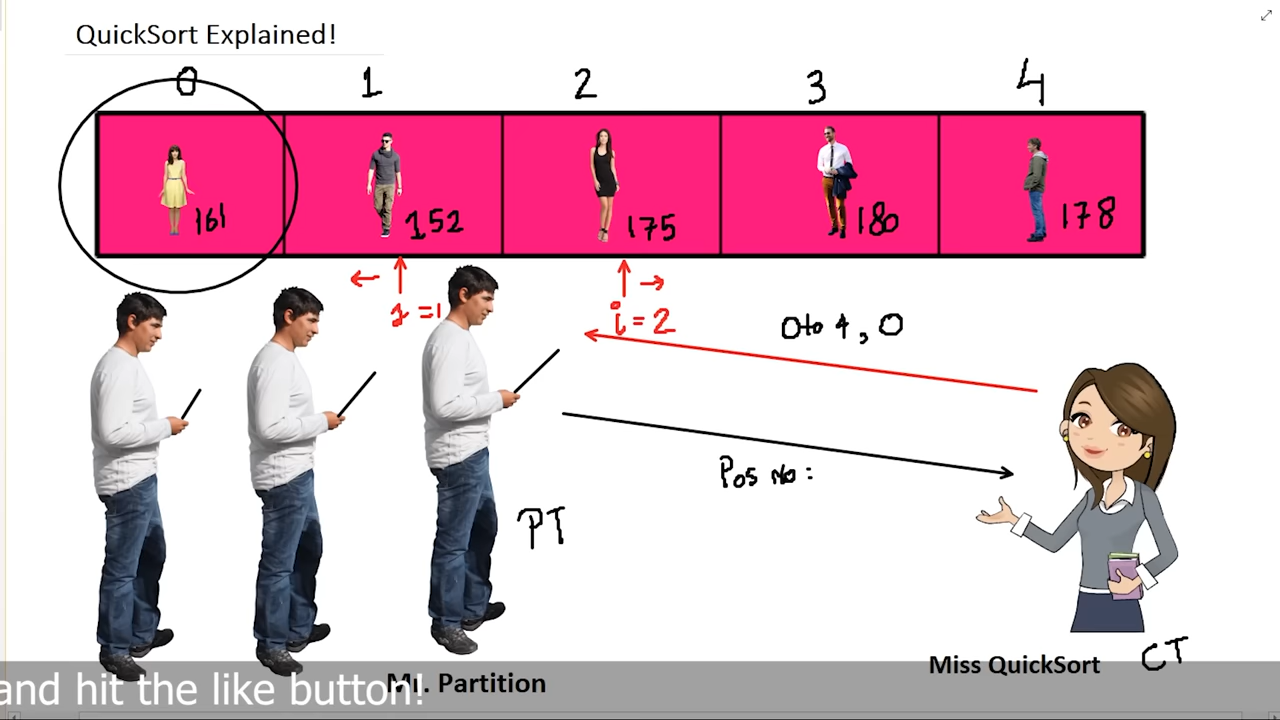 QuickSort Explained!
0 1 2 3 4
161 152 175 180 178
j=1 i=2
0 to 4, 0
Pos No:
PT
Miss QuickSort CT
Mr. Partition
and hit the like button!